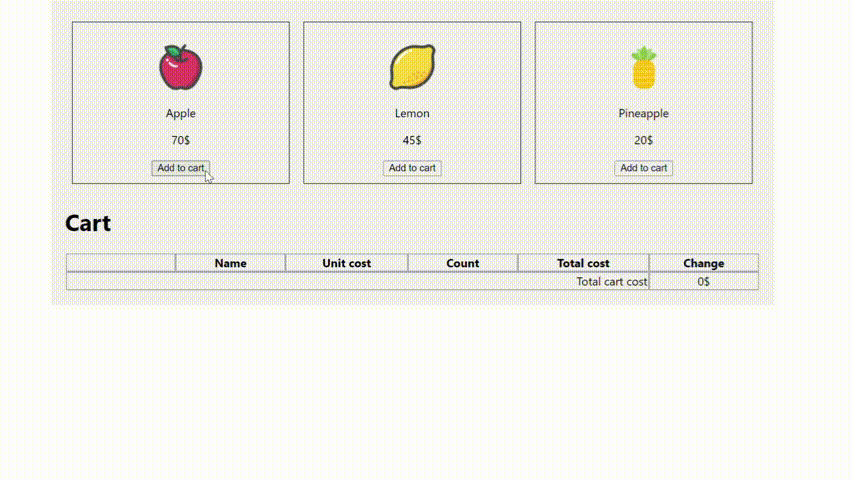 Apple Lemon Pineapple
70$ 45$ 20$
Add to cart Add to cart Add to cart
Cart
Name Unit cost Count Total cost Change
Total cart cost 0$